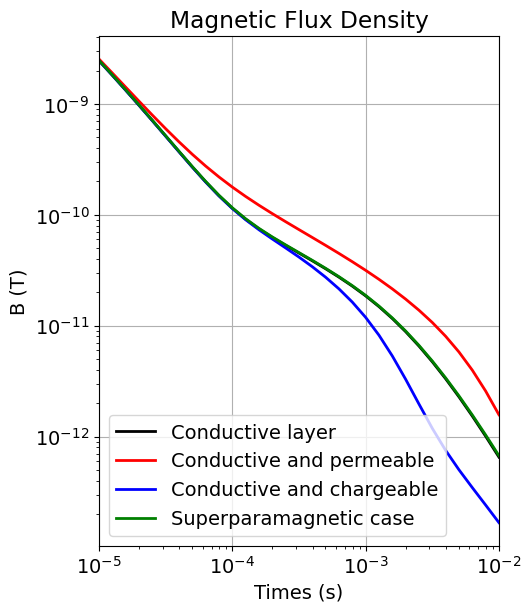 Magnetic Flux Density
B (T)
10⁻⁹
10⁻¹⁰
10⁻¹¹
10⁻¹²
Conductive layer
Conductive and permeable
Conductive and chargeable
Superparamagnetic case
10⁻⁵ 10⁻⁴ 10⁻³ 10⁻²
Times (s)